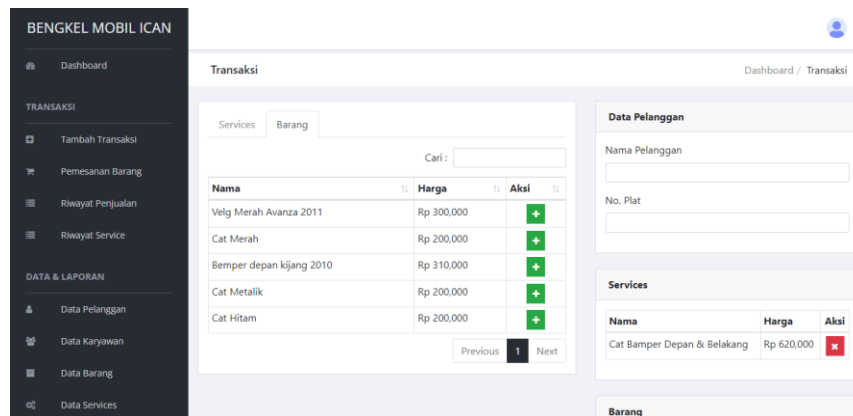 BENGKEL MOBIL ICAN
Dashboard
TRANSAKSI
Tambah Transaksi
Pemesanan Barang
Riwayat Penjualan
Riwayat Service
DATA & LAPORAN
Data Pelanggan
Data Karyawan
Data Barang
Data Services
Transaksi
Dashboard / Transaksi
Services Barang
Cari :
Nama Harga Aksi
Velg Merah Avanza 2011 Rp 300,000
Cat Merah Rp 200,000
Bemper depan kijang 2010 Rp 310,000
Cat Metalik Rp 200,000
Cat Hitam Rp 200,000
Previous 1 Next
Data Pelanggan
Nama Pelanggan
No. Plat
Services
Nama Harga Aksi
Cat Bamper Depan & Belakang Rp 620,000
Barang